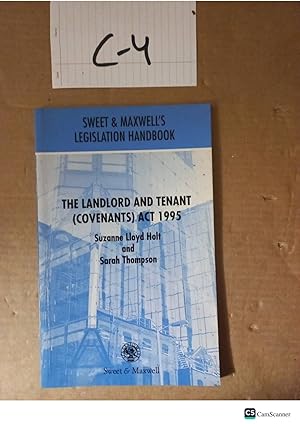 C-4
SWEET & MAXWELL'S
LEGISLATION HANDBOOK
THE LANDLORD AND TENANT
(COVENANTS) ACT 1995
Suzanne Lloyd Holt
and
Sarah Thompson
Sweet & Maxwell
CS CamScanner